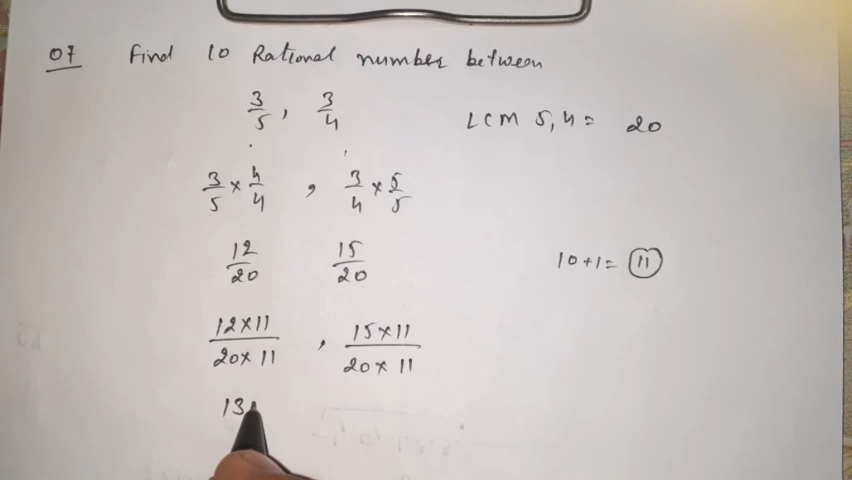 07 Find 10 Rational number between
3/5, 3/4 LCM 5,4= 20
3/5 × 4/4 , 3/4 × 5/5
12/20 15/20 10+1= 11
12×11/20×11 , 15×11/20×11
13